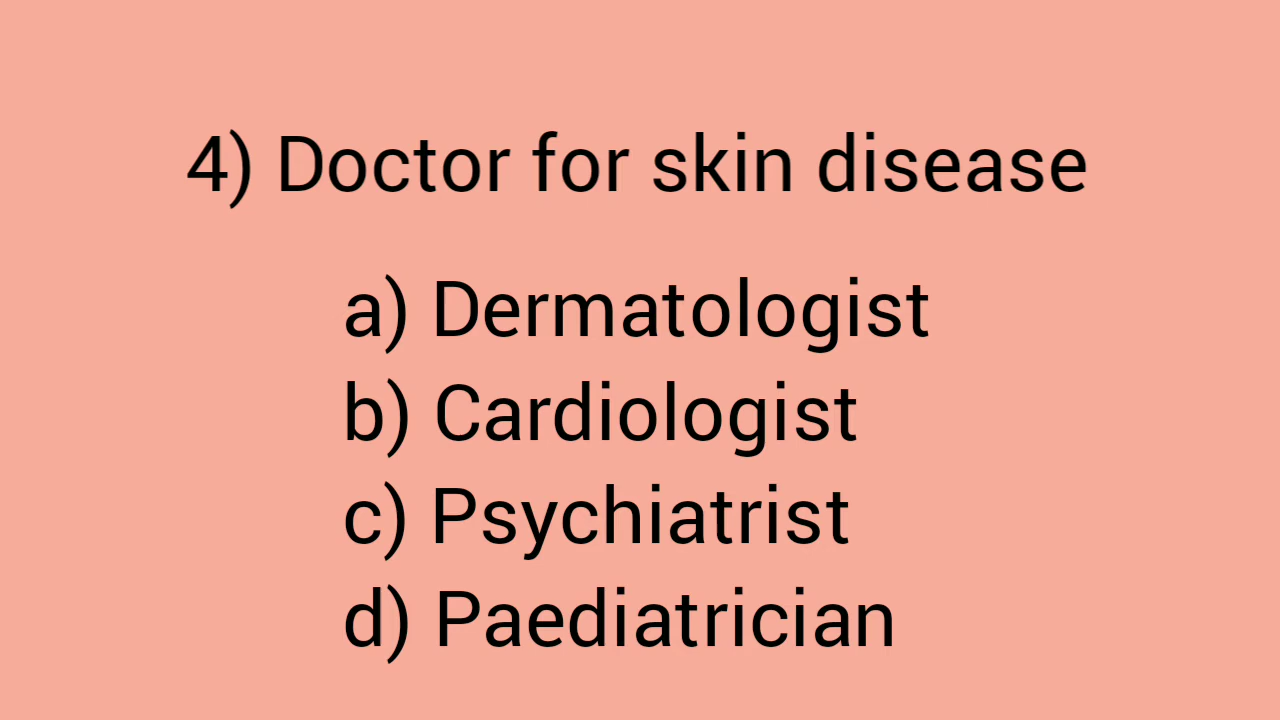 4) Doctor for skin disease
a) Dermatologist
b) Cardiologist
c) Psychiatrist
d) Paediatrician